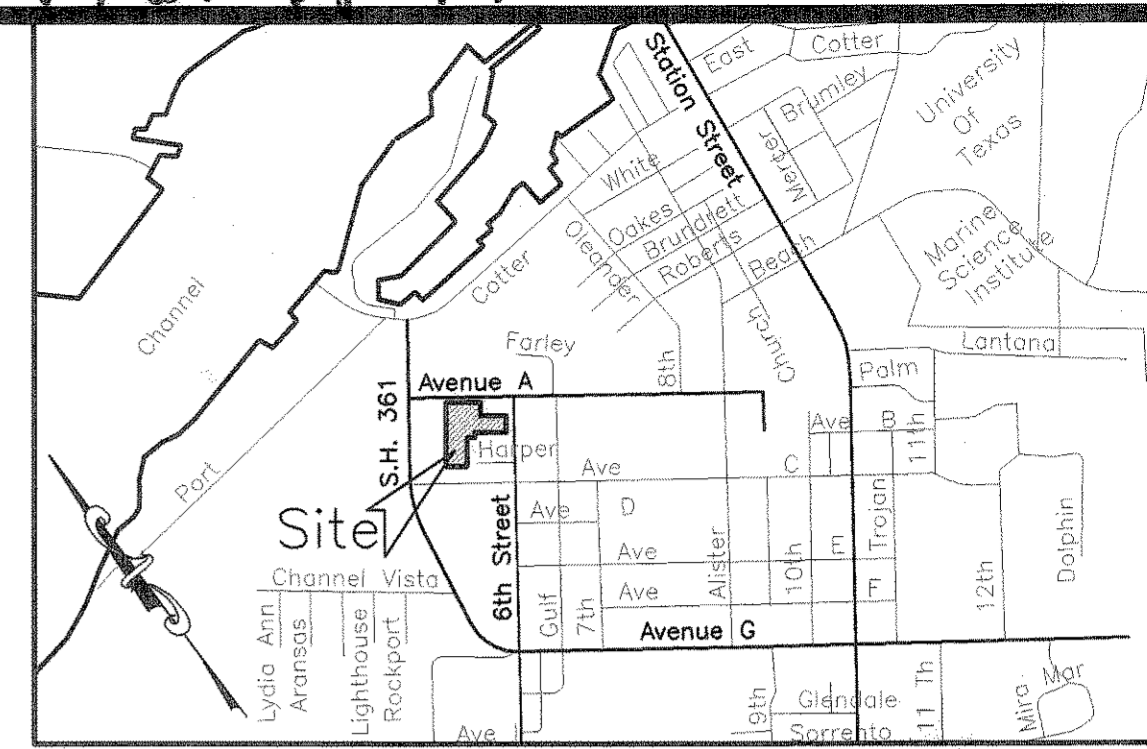 Station Street
East
Cotter
Brumley
Mercer
University
Of
Texas
White
Oakes
Brundrett
Roberts
Oleander
Beach
Church
Cotter
Marine
Science
Institute
Channel
Port
Lantana
Farley
8th
Palm
Avenue A
S.H. 361
Ave B
11th
Harper
Ave C
Site
6th Street
Ave D
Ave E
Ave F
Trojan
Alister
10th
12th
Dolphin
Channel Vista
Lydia Ann
Aransas
Lighthouse
Rockport
Gulf
7th
Avenue G
Ave
9th
Glendale
Sorrento
11 Th
Mira Mar